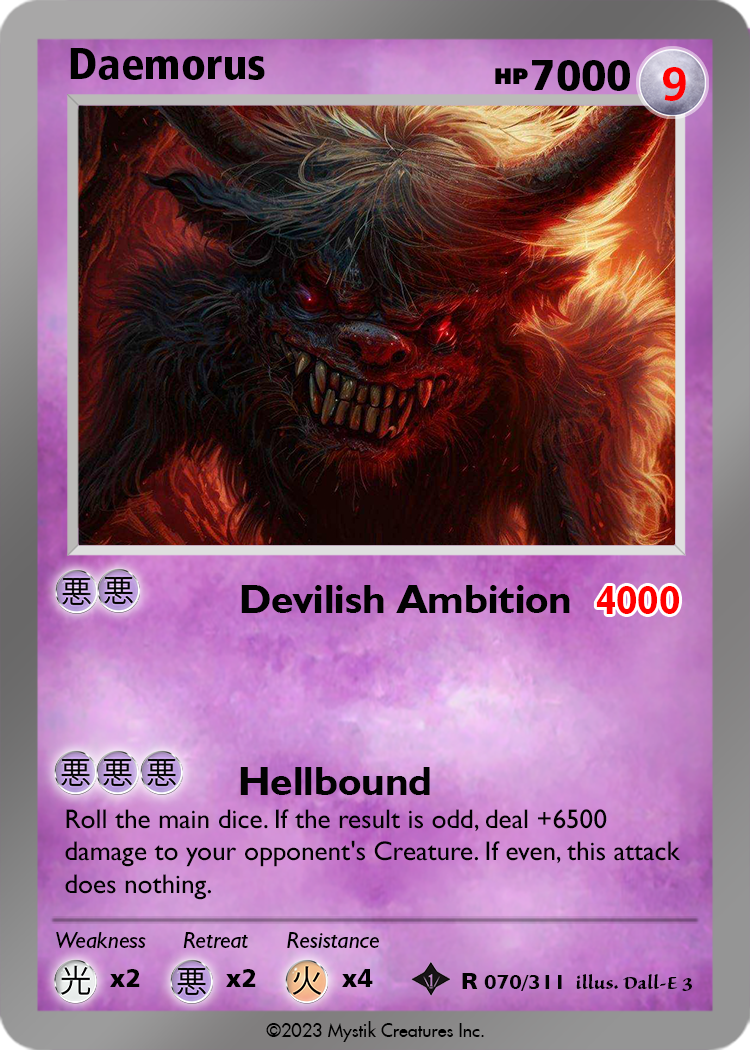 Daemorus HP7000 9
悪悪 Devilish Ambition 4000
悪悪悪 Hellbound
Roll the main dice. If the result is odd, deal +6500
damage to your opponent's Creature. If even, this attack
does nothing.
Weakness Retreat Resistance
光 x2 悪 x2 火 x4 1 R 070/311 illus. Dall-E 3
©2023 Mystik Creatures Inc.